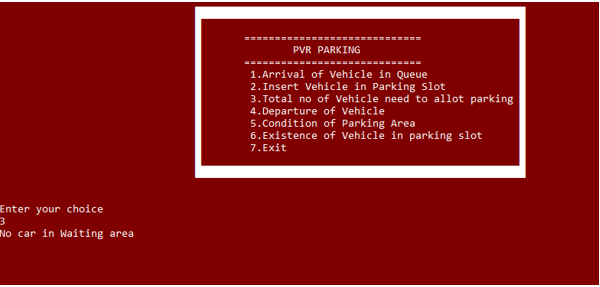 =============================
PVR PARKING
=============================
1.Arrival of Vehicle in Queue
2.Insert Vehicle in Parking Slot
3.Total no of Vehicle need to allot parking
4.Departure of Vehicle
5.Condition of Parking Area
6.Existence of Vehicle in parking slot
7.Exit
Enter your choice
3
No car in Waiting area